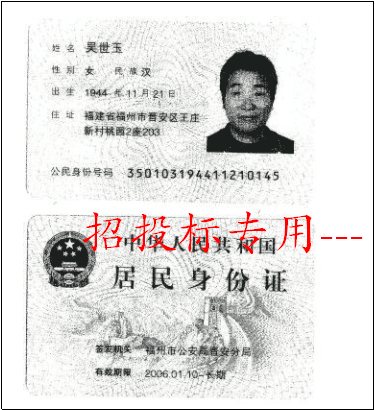 姓名 吴世玉
性别 女 民族 汉
出生 1944 年 11 月 21 日
住址 福建省福州市晋安区王庄
新村桃园2座203
公民身份号码 350103194411210145
招投标专用---
中华人民共和国
居民身份证
签发机关 福州市公安局晋安分局
有效期限 2006.01.10-长期